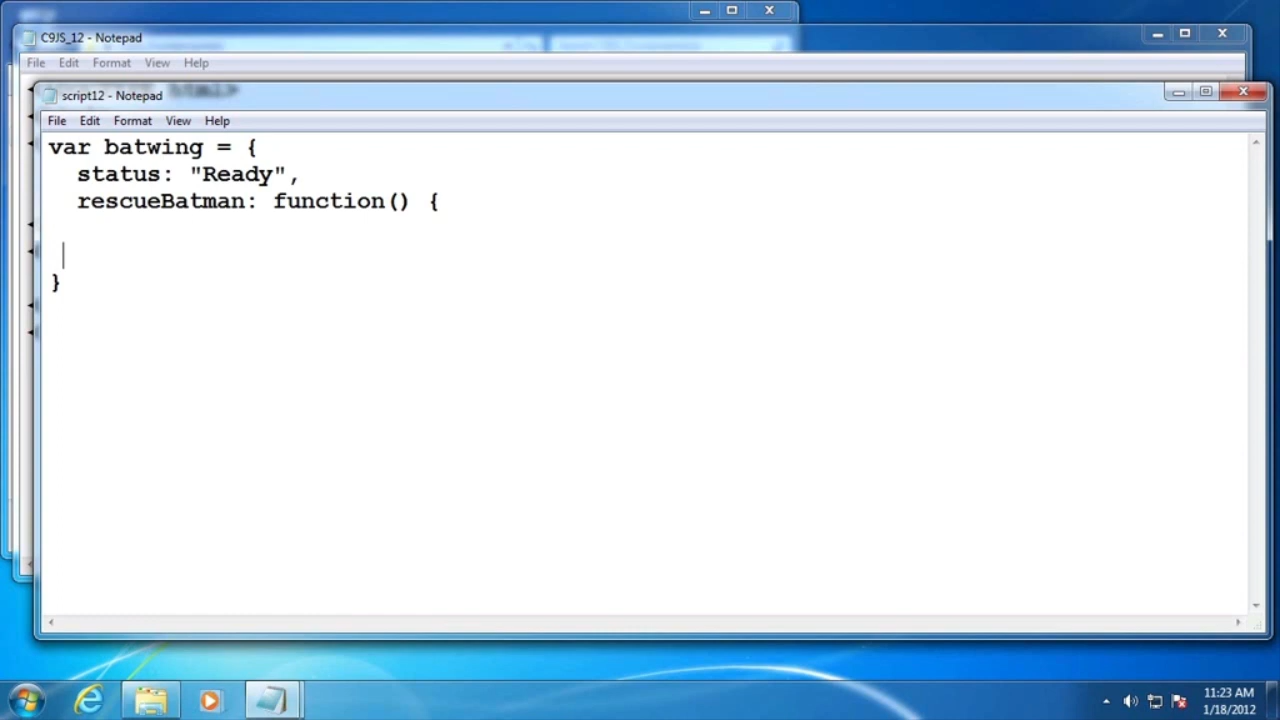 C9JS_12 - Notepad
File Edit Format View Help
script12 - Notepad
File Edit Format View Help
var batwing = {
status: "Ready",
rescueBatman: function() {
}
11:23 AM
1/18/2012